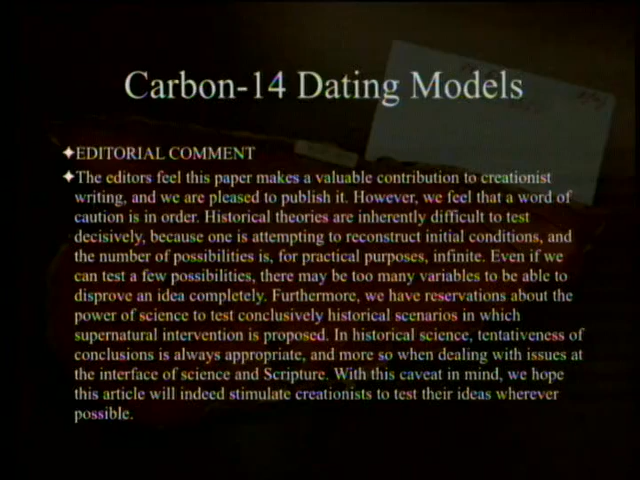 Carbon-14 Dating Models
✦EDITORIAL COMMENT
✦The editors feel this paper makes a valuable contribution to creationist
writing, and we are pleased to publish it. However, we feel that a word of
caution is in order. Historical theories are inherently difficult to test
decisively, because one is attempting to reconstruct initial conditions, and
the number of possibilities is, for practical purposes, infinite. Even if we
can test a few possibilities, there may be too many variables to be able to
disprove an idea completely. Furthermore, we have reservations about the
power of science to test conclusively historical scenarios in which
supernatural intervention is proposed. In historical science, tentativeness of
conclusions is always appropriate, and more so when dealing with issues at
the interface of science and Scripture. With this caveat in mind, we hope
this article will indeed stimulate creationists to test their ideas wherever
possible.